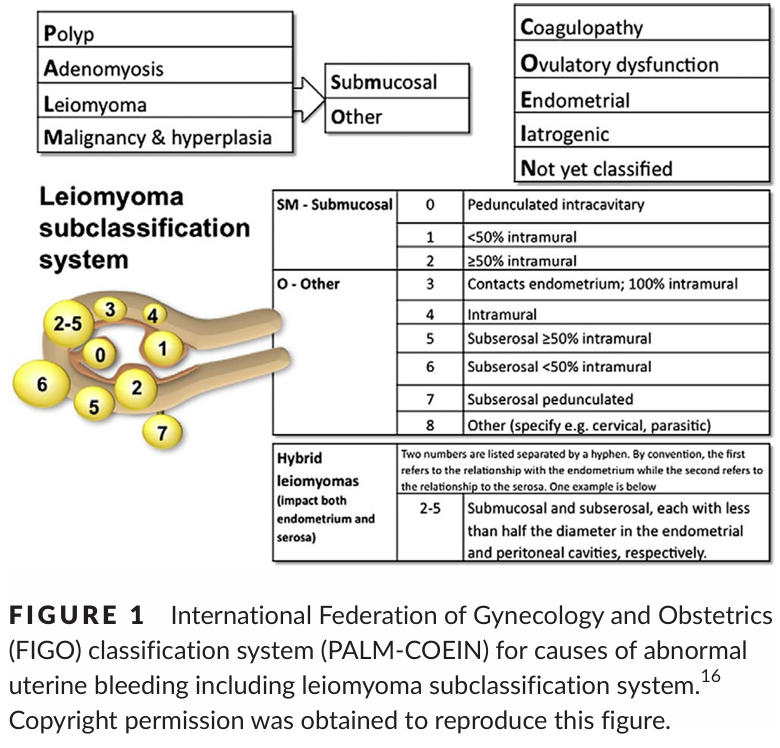 Polyp
Adenomyosis
Leiomyoma
Malignancy & hyperplasia
Submucosal
Other
Coagulopathy
Ovulatory dysfunction
Endometrial
Iatrogenic
Not yet classified
Leiomyoma
subclassification
system
2-5
3
4
0
1
6
5
2
7
SM - Submucosal
0 Pedunculated intracavitary
1 <50% intramural
2 ≥50% intramural
O - Other
3 Contacts endometrium; 100% intramural
4 Intramural
5 Subserosal ≥50% intramural
6 Subserosal <50% intramural
7 Subserosal pedunculated
8 Other (specify e.g. cervical, parasitic)
Hybrid
leiomyomas
(impact both
endometrium and
serosa)
Two numbers are listed separated by a hyphen. By convention, the first
refers to the relationship with the endometrium while the second refers to
the relationship to the serosa. One example is below
2-5 Submucosal and subserosal, each with less
than half the diameter in the endometrial
and peritoneal cavities, respectively.
FIGURE 1 International Federation of Gynecology and Obstetrics
(FIGO) classification system (PALM-COEIN) for causes of abnormal
uterine bleeding including leiomyoma subclassification system.16
Copyright permission was obtained to reproduce this figure.